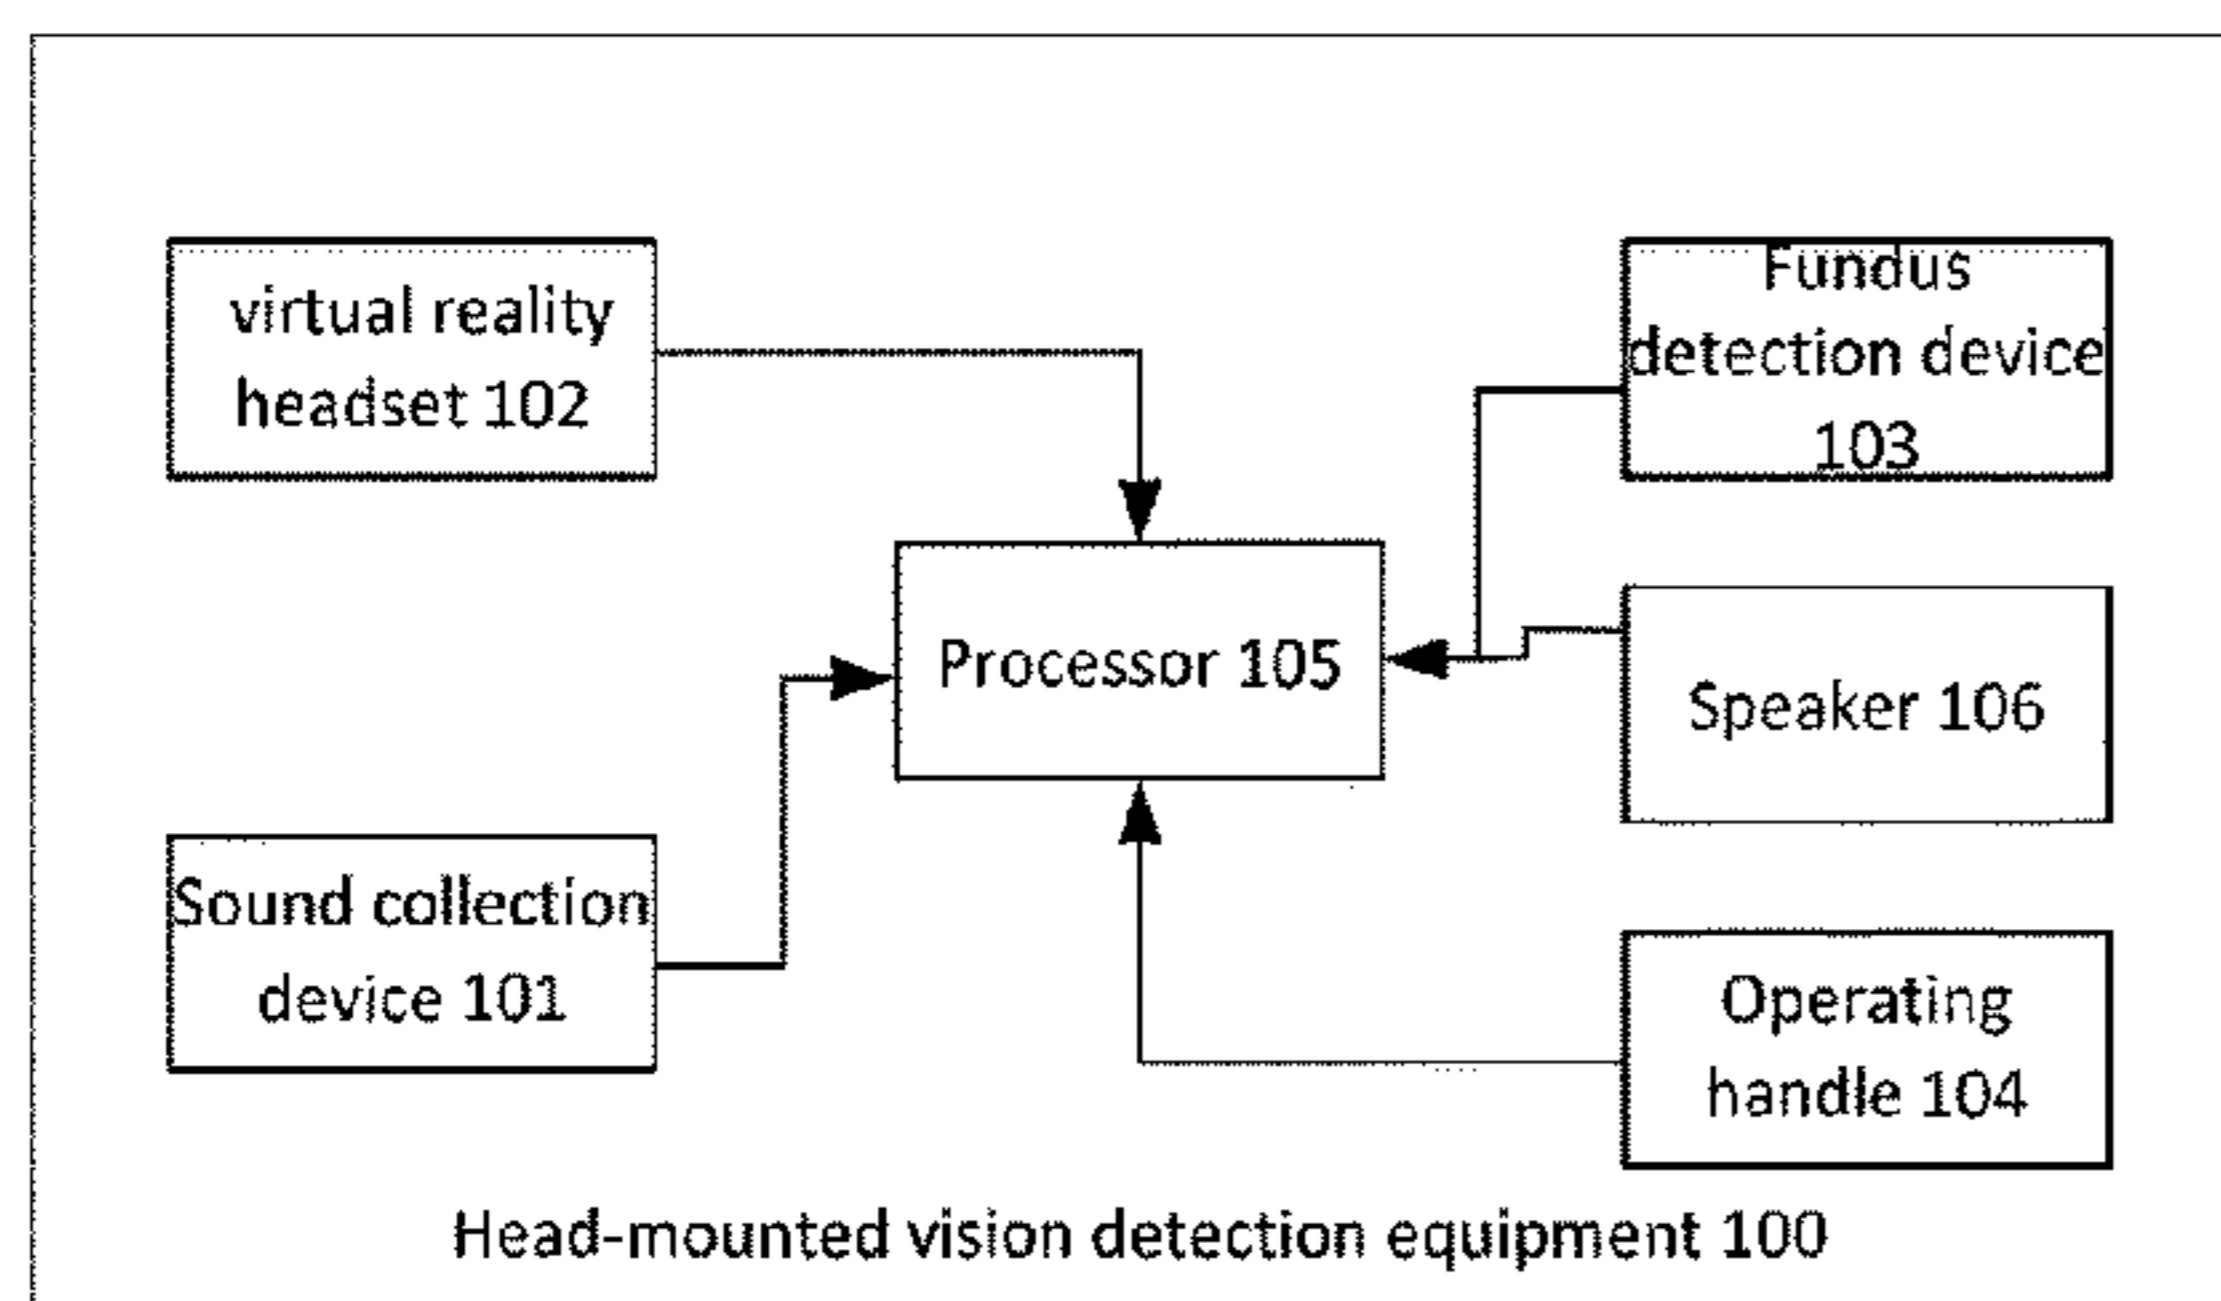 virtual reality
headset 102
Fundus
detection device
103
Processor 105
Speaker 106
Sound collection
device 101
Operating
handle 104
Head-mounted vision detection equipment 100